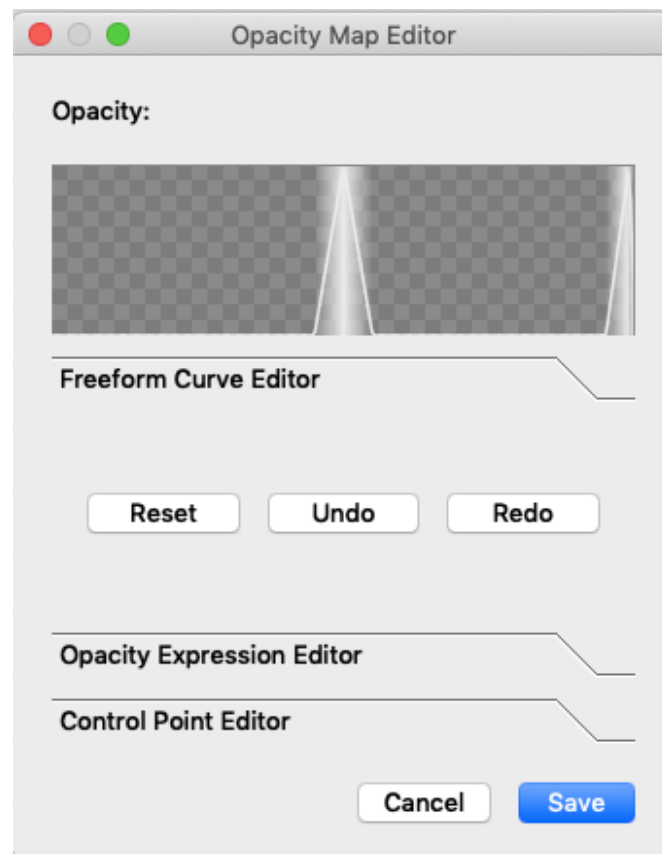 Opacity Map Editor
Opacity:
Freeform Curve Editor
Reset Undo Redo
Opacity Expression Editor
Control Point Editor
Cancel Save